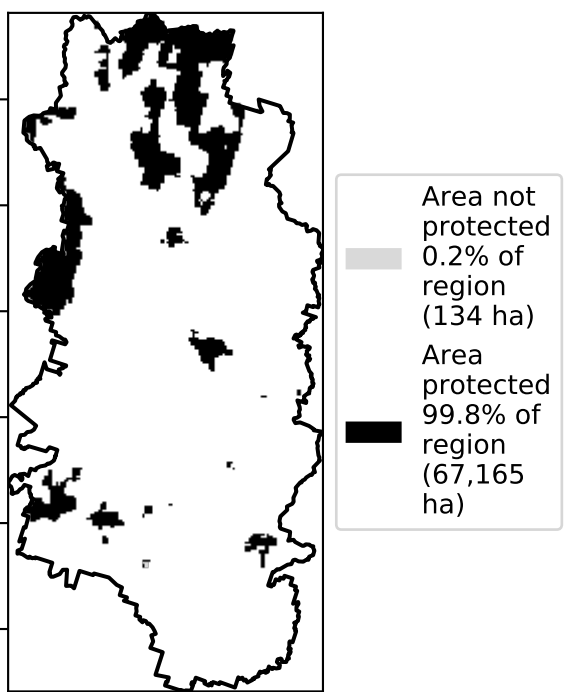 Area not
protected
0.2% of
region
(134 ha)
Area
protected
99.8% of
region
(67,165
ha)